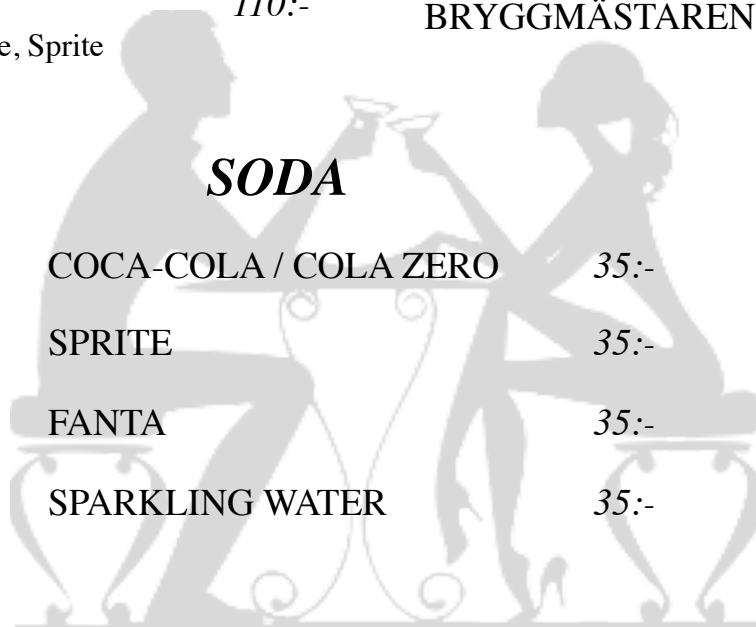 110:-
BRYGGMÄSTAREN
, Sprite
SODA
COCA-COLA / COLA ZERO 35:-
SPRITE 35:-
FANTA 35:-
SPARKLING WATER 35:-